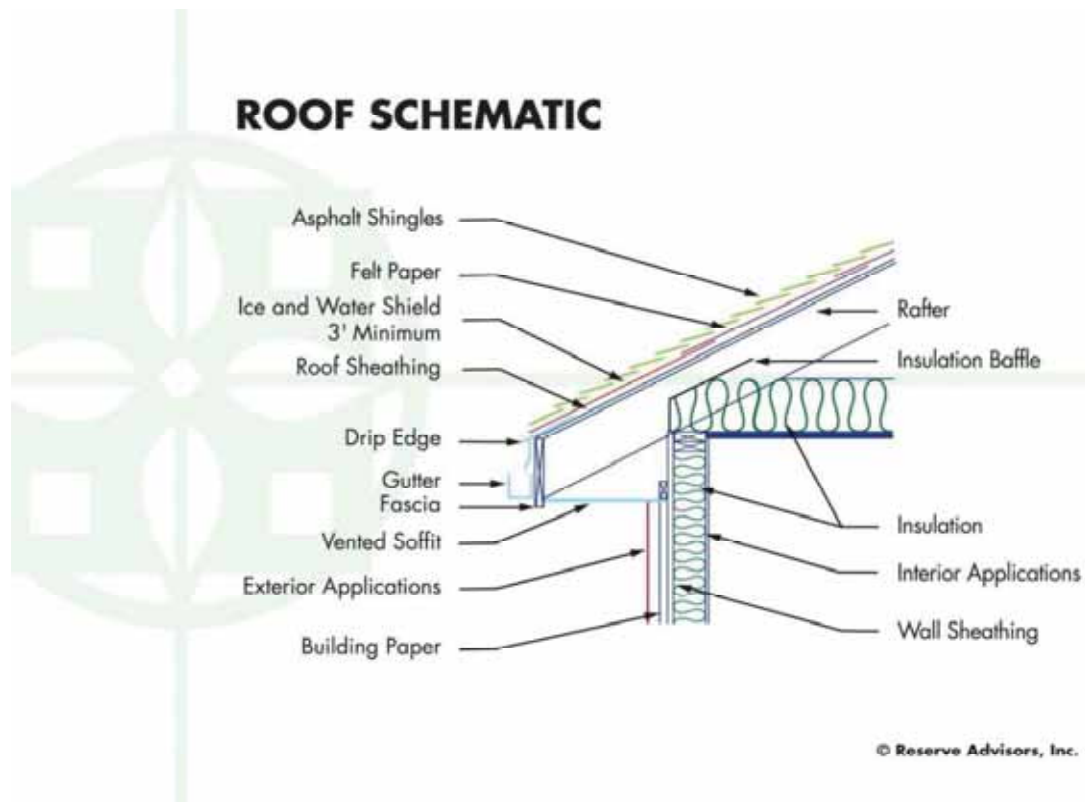 ROOF SCHEMATIC
Asphalt Shingles
Felt Paper
Ice and Water Shield
3' Minimum
Roof Sheathing
Drip Edge
Gutter
Fascia
Vented Soffit
Exterior Applications
Building Paper
Rafter
Insulation Baffle
Insulation
Interior Applications
Wall Sheathing
© Reserve Advisors, Inc.